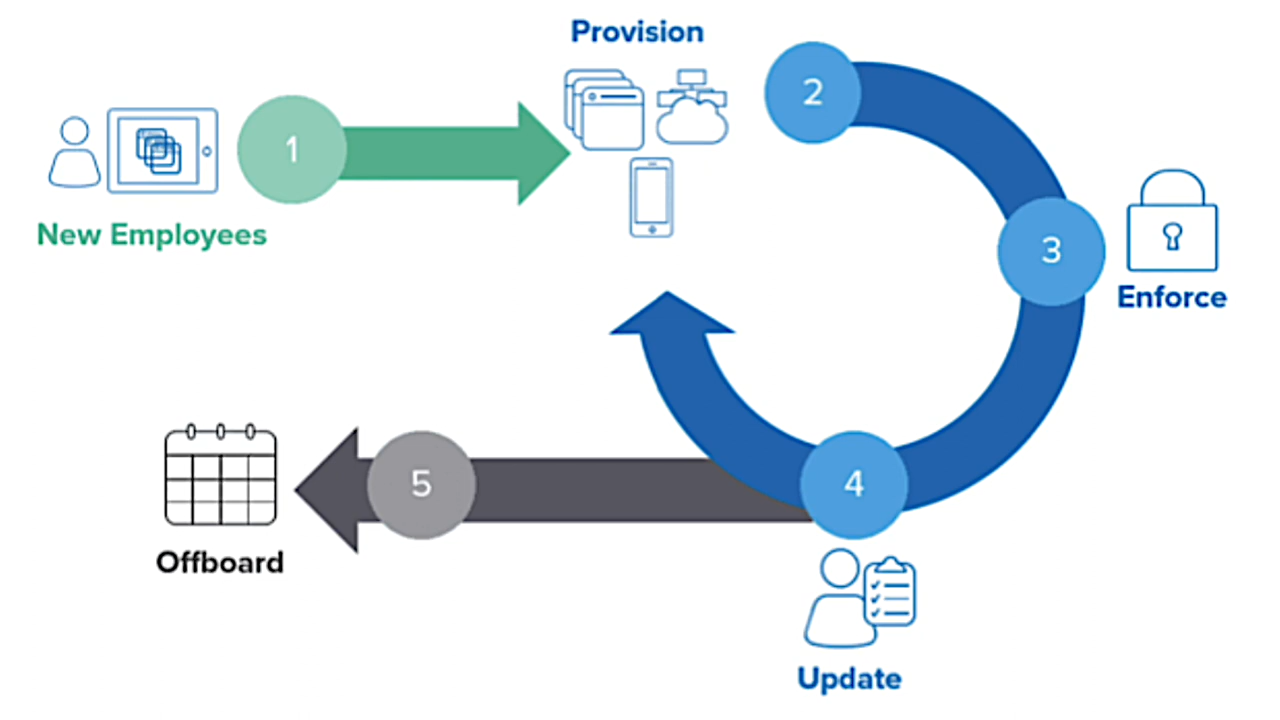 Provision
1
2
New Employees
3
Enforce
4
5
Offboard
Update